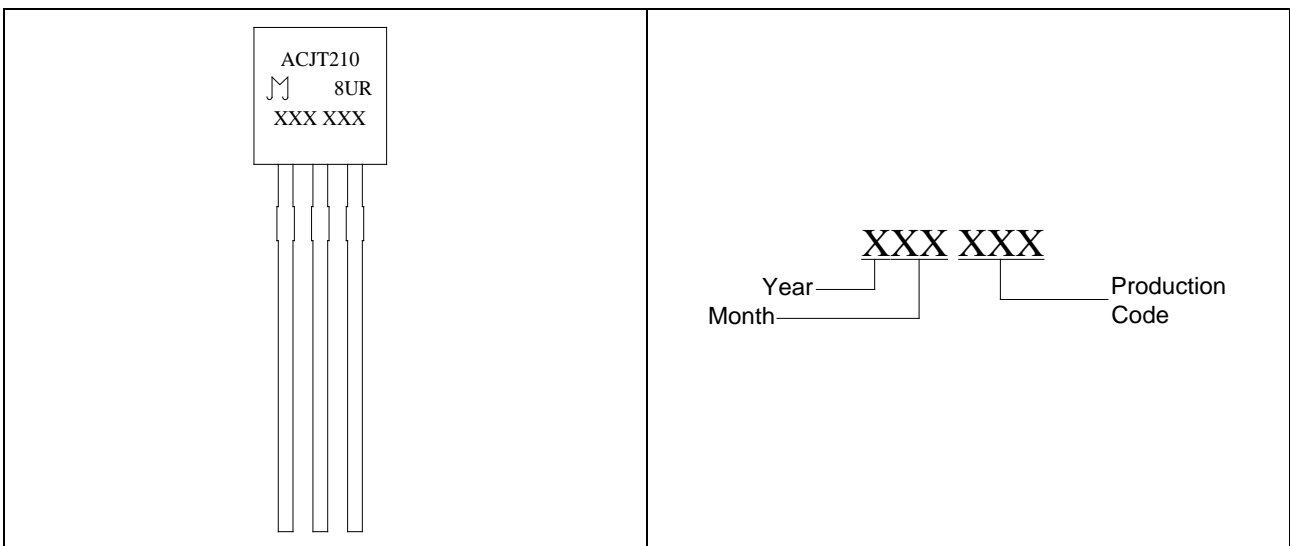 ACJT210
8UR
XXX XXX
XXX XXX
Year
Month
Production
Code